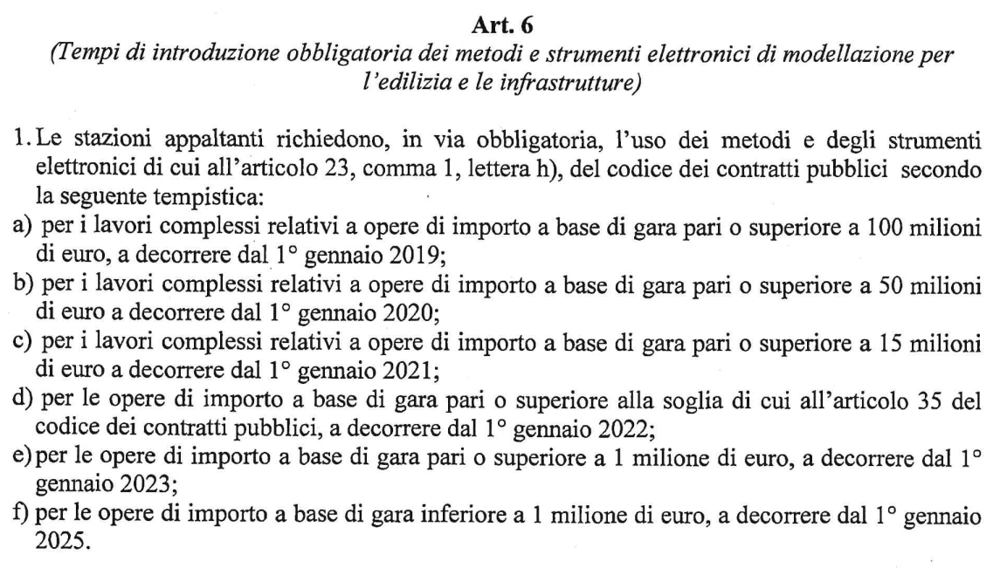 Art. 6
(Tempi di introduzione obbligatoria dei metodi e strumenti elettronici di modellazione per
l'edilizia e le infrastrutture)
1. Le stazioni appaltanti richiedono, in via obbligatoria, l'uso dei metodi e degli strumenti
elettronici di cui all'articolo 23, comma 1, lettera h), del codice dei contratti pubblici secondo
la seguente tempistica:
a) per i lavori complessi relativi a opere di importo a base di gara pari o superiore a 100 milioni
di euro, a decorrere dal 1° gennaio 2019;
b) per i lavori complessi relativi a opere di importo a base di gara pari o superiore a 50 milioni
di euro a decorrere dal 1° gennaio 2020;
c) per i lavori complessi relativi a opere di importo a base di gara pari o superiore a 15 milioni
di euro a decorrere dal 1° gennaio 2021;
d) per le opere di importo a base di gara pari o superiore alla soglia di cui all'articolo 35 del
codice dei contratti pubblici, a decorrere dal 1° gennaio 2022;
e) per le opere di importo a base di gara pari o superiore a 1 milione di euro, a decorrere dal 1°
gennaio 2023;
f) per le opere di importo a base di gara inferiore a 1 milione di euro, a decorrere dal 1° gennaio
2025.